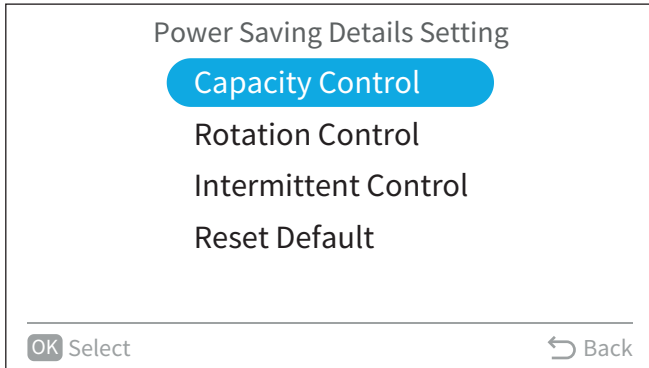 Power Saving Details Setting
Capacity Control
Rotation Control
Intermittent Control
Reset Default
OK Select
Back